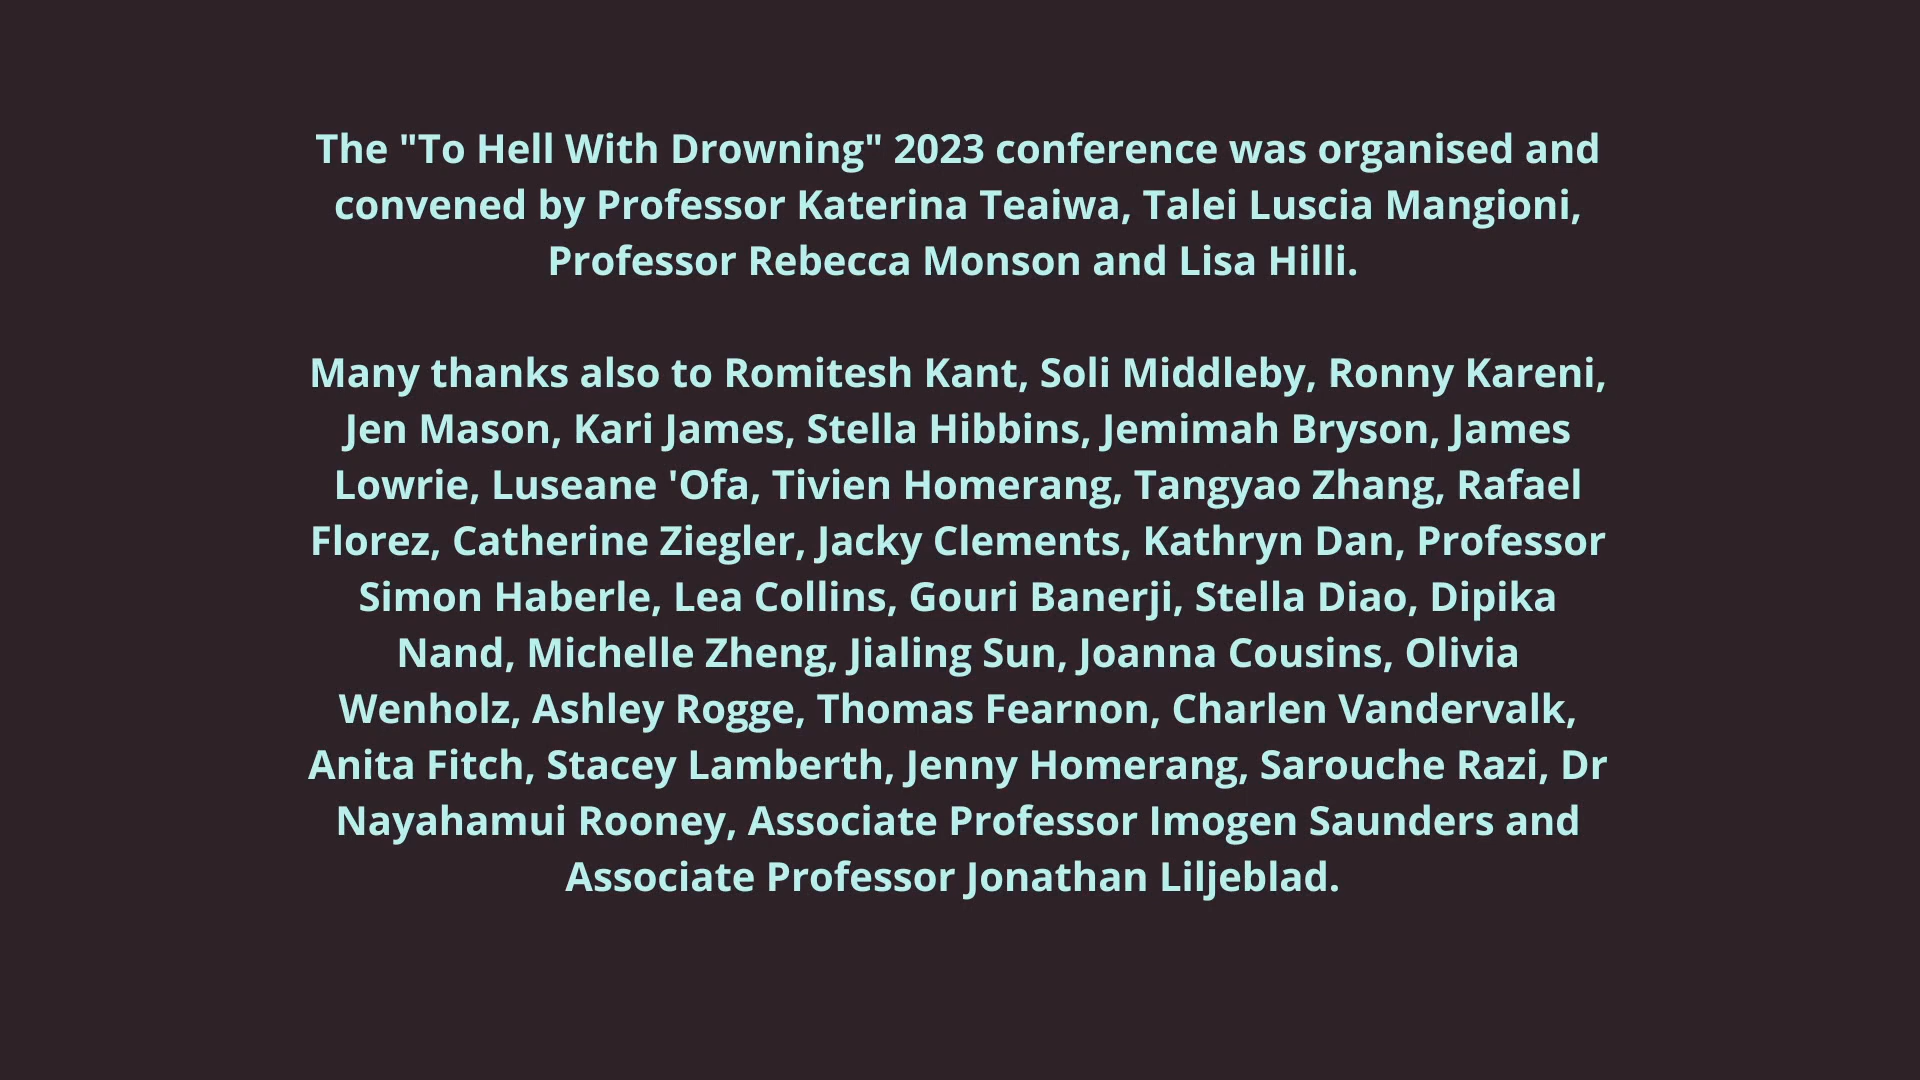 The "To Hell With Drowning" 2023 conference was organised and
convened by Professor Katerina Teaiwa, Talei Luscia Mangioni,
Professor Rebecca Monson and Lisa Hilli.
Many thanks also to Romitesh Kant, Soli Middleby, Ronny Kareni,
Jen Mason, Kari James, Stella Hibbins, Jemimah Bryson, James
Lowrie, Luseane 'Ofa, Tivien Homerang, Tangyao Zhang, Rafael
Florez, Catherine Ziegler, Jacky Clements, Kathryn Dan, Professor
Simon Haberle, Lea Collins, Gouri Banerji, Stella Diao, Dipika
Nand, Michelle Zheng, Jialing Sun, Joanna Cousins, Olivia
Wenholz, Ashley Rogge, Thomas Fearnon, Charlen Vandervalk,
Anita Fitch, Stacey Lamberth, Jenny Homerang, Sarouche Razi, Dr
Nayahamui Rooney, Associate Professor Imogen Saunders and
Associate Professor Jonathan Liljeblad.